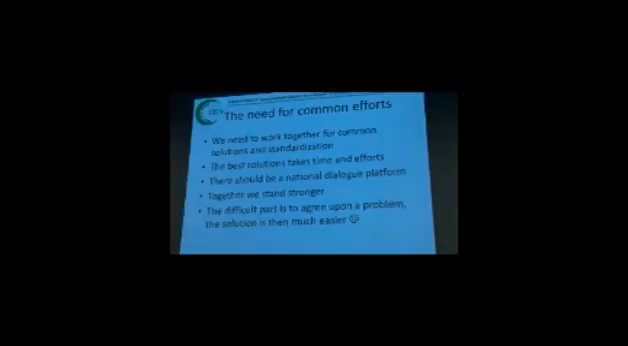 The need for common efforts
• We need to work together for common
solutions and standardization
• The best solutions takes time and efforts
• There should be a national dialogue platform
• Together we stand stronger
• The difficult part is to agree upon a problem,
the solution is then much easier ☺